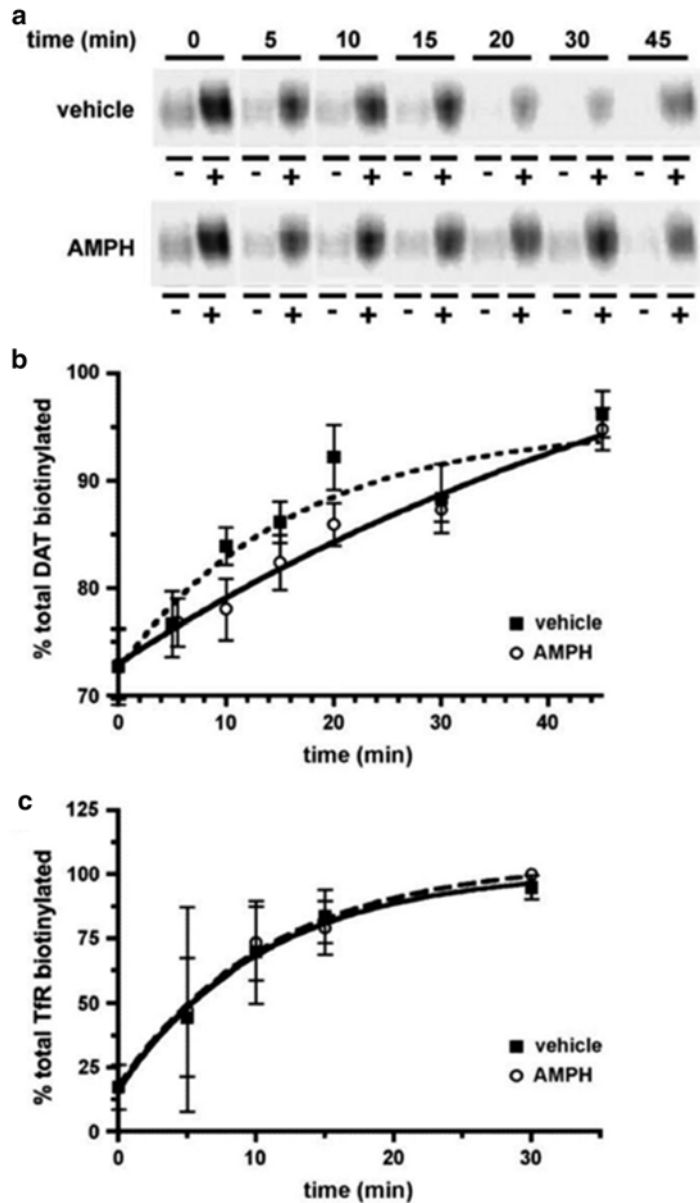 a
time (min) 0 5 10 15 20 30 45
vehicle
- + - + - + - + - + - + - +
AMPH
- + - + - + - + - + - + - +
b
100
90
80
70
% total DAT biotinylated
vehicle
AMPH
0 10 20 30 40
time (min)
c
125
100
75
50
25
0
% total TfR biotinylated
vehicle
AMPH
0 10 20 30
time (min)